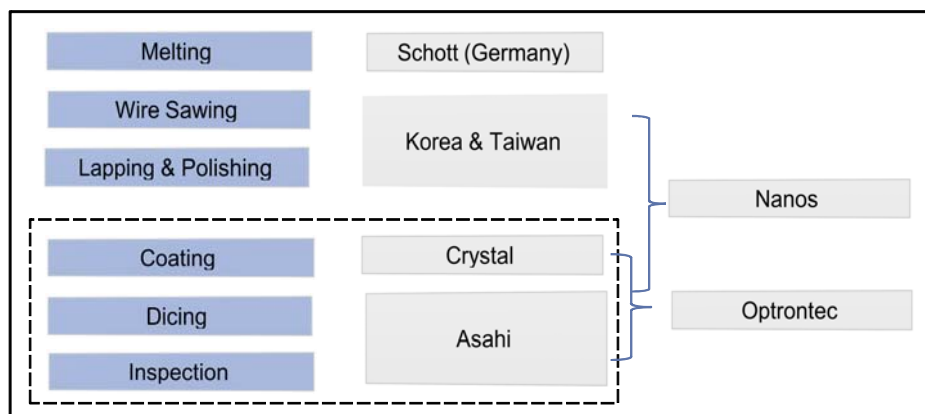 Melting
Schott (Germany)
Wire Sawing
Korea & Taiwan
Lapping & Polishing
Nanos
Coating
Crystal
Dicing
Asahi
Optrontec
Inspection